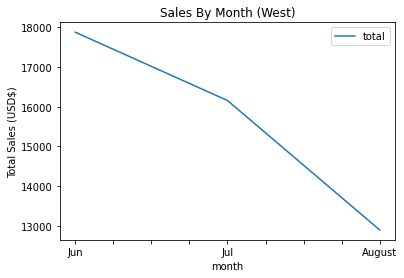 Sales By Month (West)
total
Total Sales (USD$)
18000
17000
16000
15000
14000
13000
Jun
Jul
August
month